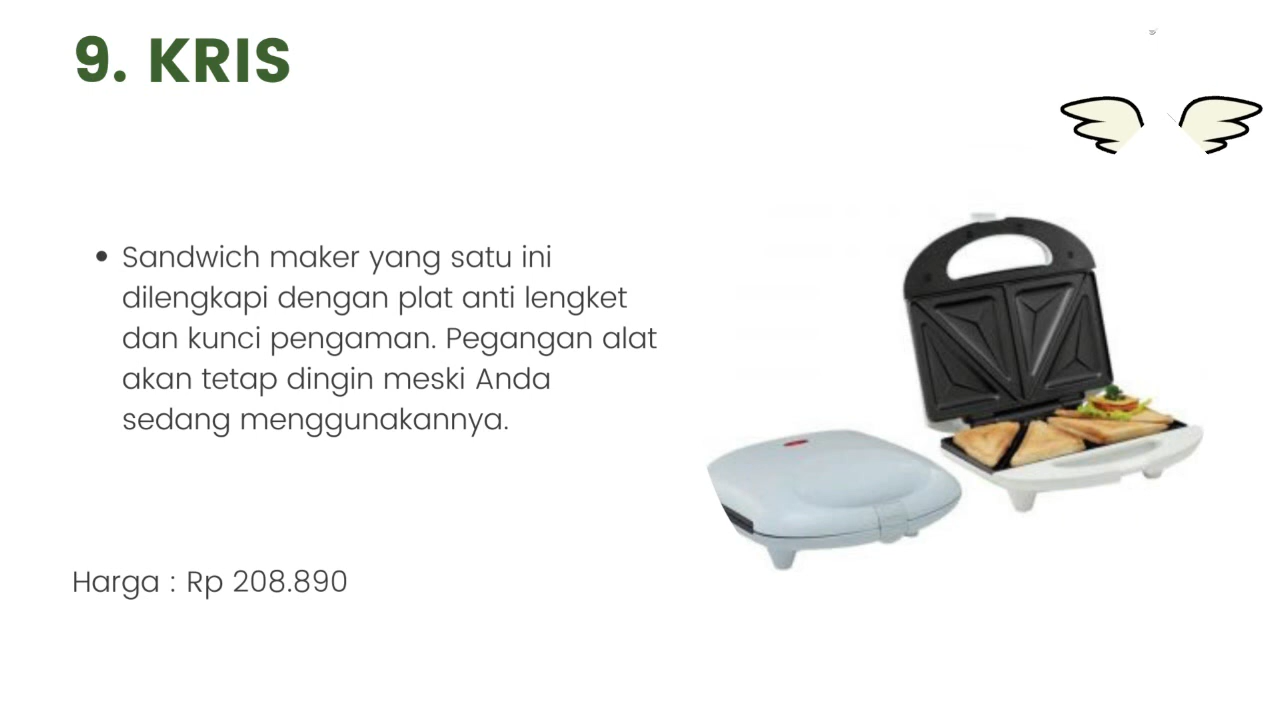 9. KRIS
• Sandwich maker yang satu ini
dilengkapi dengan plat anti lengket
dan kunci pengaman. Pegangan alat
akan tetap dingin meski Anda
sedang menggunakannya.
Harga : Rp 208.890